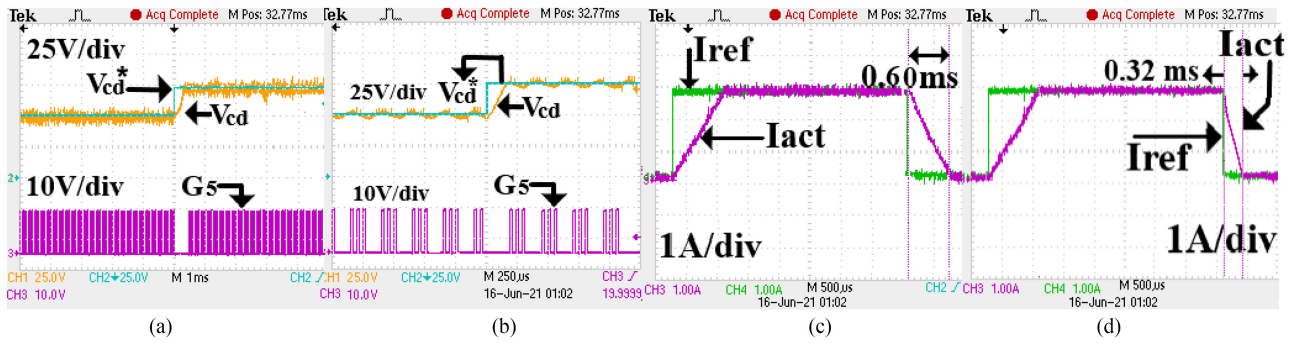 Tek Acq Complete M Pos: 32.77ms
25V/div
Vcd*
Vcd
2
10V/div
G5
3
CH1 25.0V CH2 25.0V M 1ms CH2
CH3 10.0V
(a)
Tek Acq Complete M Pos: 32.77ms
25V/div
Vcd*
Vcd
10V/div
G5
CH1 25.0V CH2 25.0V M 250µs CH3
CH3 10.0V 16-Jun-21 01:02 19.9999
(b)
Tek Acq Complete M Pos: 32.77ms
Iref
0.60ms
Iact
1A/div
CH3 1.00A CH4 1.00A M 500µs CH2
16-Jun-21 01:02
(c)
Tek Acq Complete M Pos: 32.77ms
Iact
0.32 ms
Iref
1A/div
CH3 1.00A CH4 1.00A M 500µs
16-Jun-21 01:02
(d)